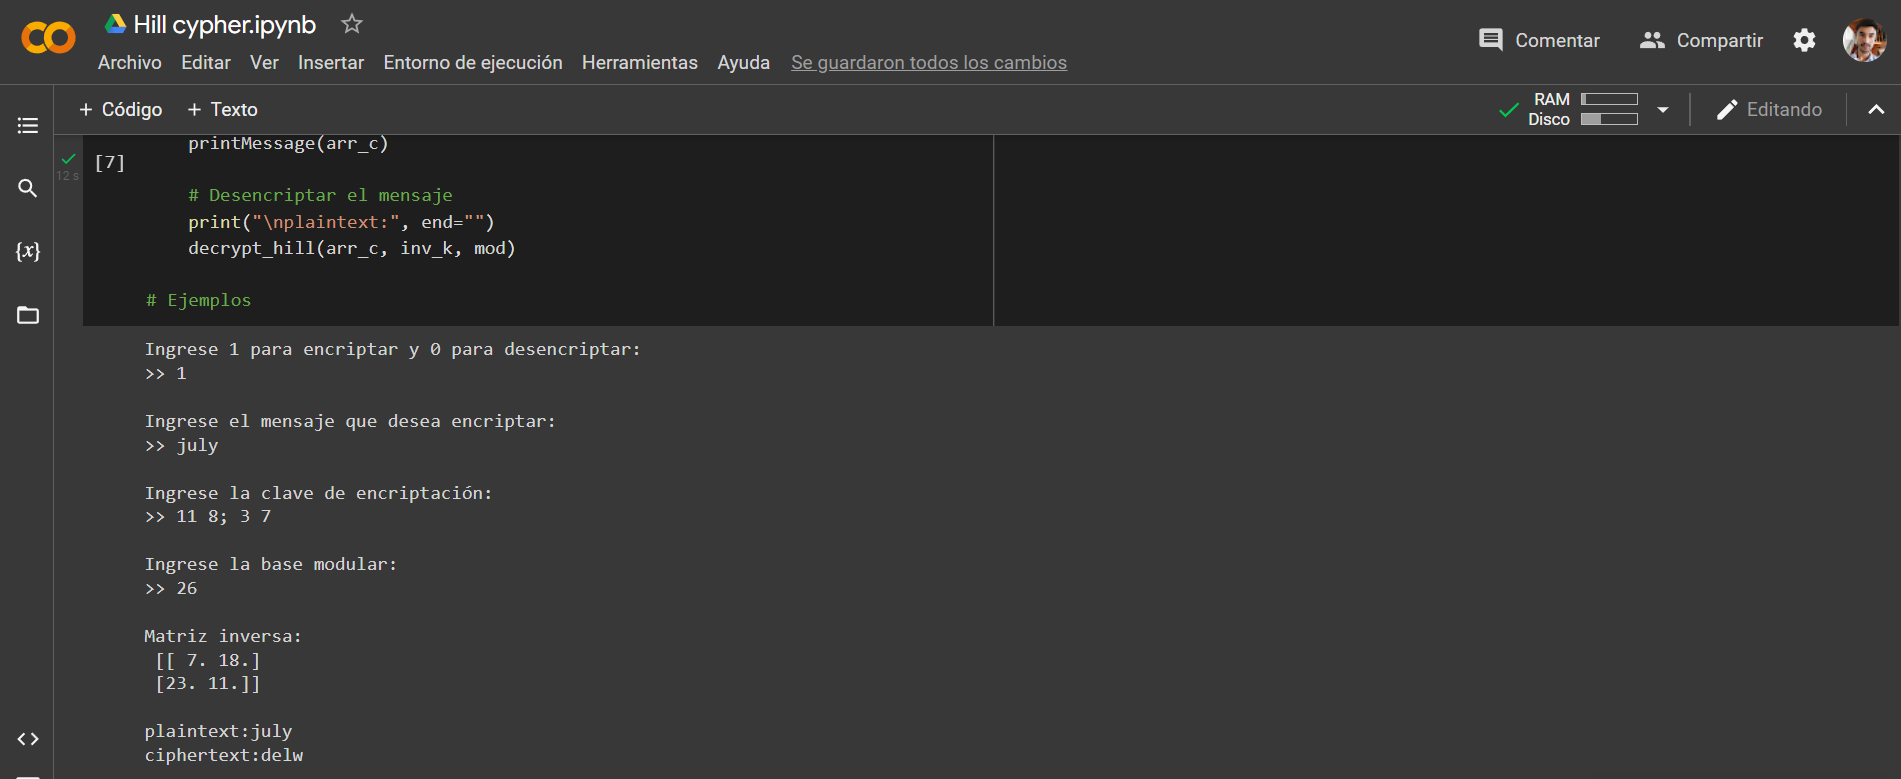 Hill cypher.ipynb
Archivo Editar Ver Insertar Entorno de ejecución Herramientas Ayuda Se guardaron todos los cambios
Comentar Compartir
+ Código + Texto
RAM
Disco
Editando
{x}
[7]
12 s
printMessage(arr_c)
# Desencriptar el mensaje
print("\nplaintext:", end="")
decrypt_hill(arr_c, inv_k, mod)
# Ejemplos
Ingrese 1 para encriptar y 0 para desencriptar:
>> 1
Ingrese el mensaje que desea encriptar:
>> july
Ingrese la clave de encriptación:
>> 11 8; 3 7
Ingrese la base modular:
>> 26
Matriz inversa:
[[ 7. 18.]
[23. 11.]]
plaintext:july
ciphertext:delw